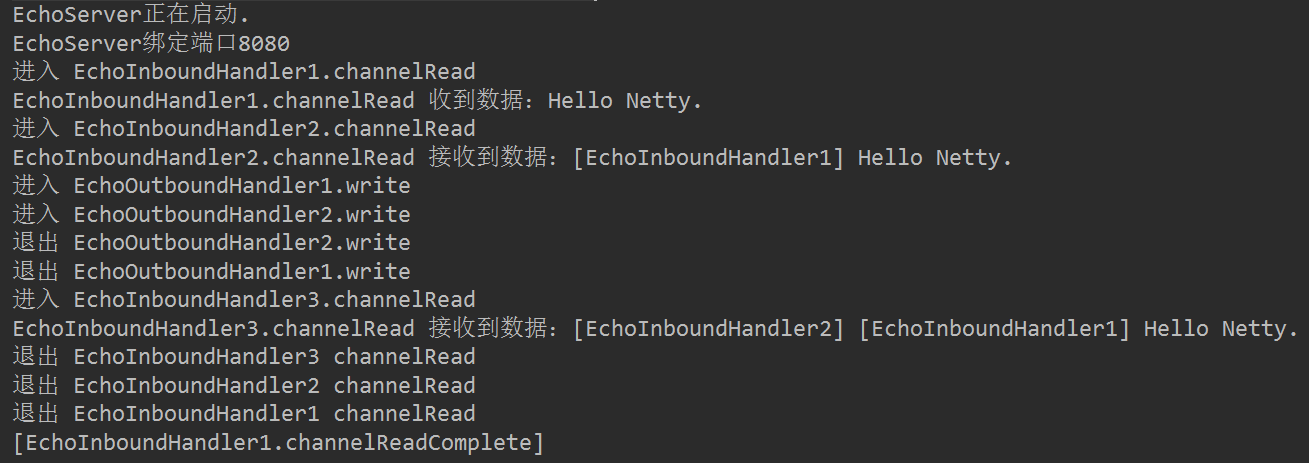 EchoServer正在启动.
EchoServer绑定端口8080
进入 EchoInboundHandler1.channelRead
EchoInboundHandler1.channelRead 收到数据：Hello Netty.
进入 EchoInboundHandler2.channelRead
EchoInboundHandler2.channelRead 接收到数据：[EchoInboundHandler1] Hello Netty.
进入 EchoOutboundHandler1.write
进入 EchoOutboundHandler2.write
退出 EchoOutboundHandler2.write
退出 EchoOutboundHandler1.write
进入 EchoInboundHandler3.channelRead
EchoInboundHandler3.channelRead 接收到数据：[EchoInboundHandler2] [EchoInboundHandler1] Hello Netty.
退出 EchoInboundHandler3 channelRead
退出 EchoInboundHandler2 channelRead
退出 EchoInboundHandler1 channelRead
[EchoInboundHandler1.channelReadComplete]